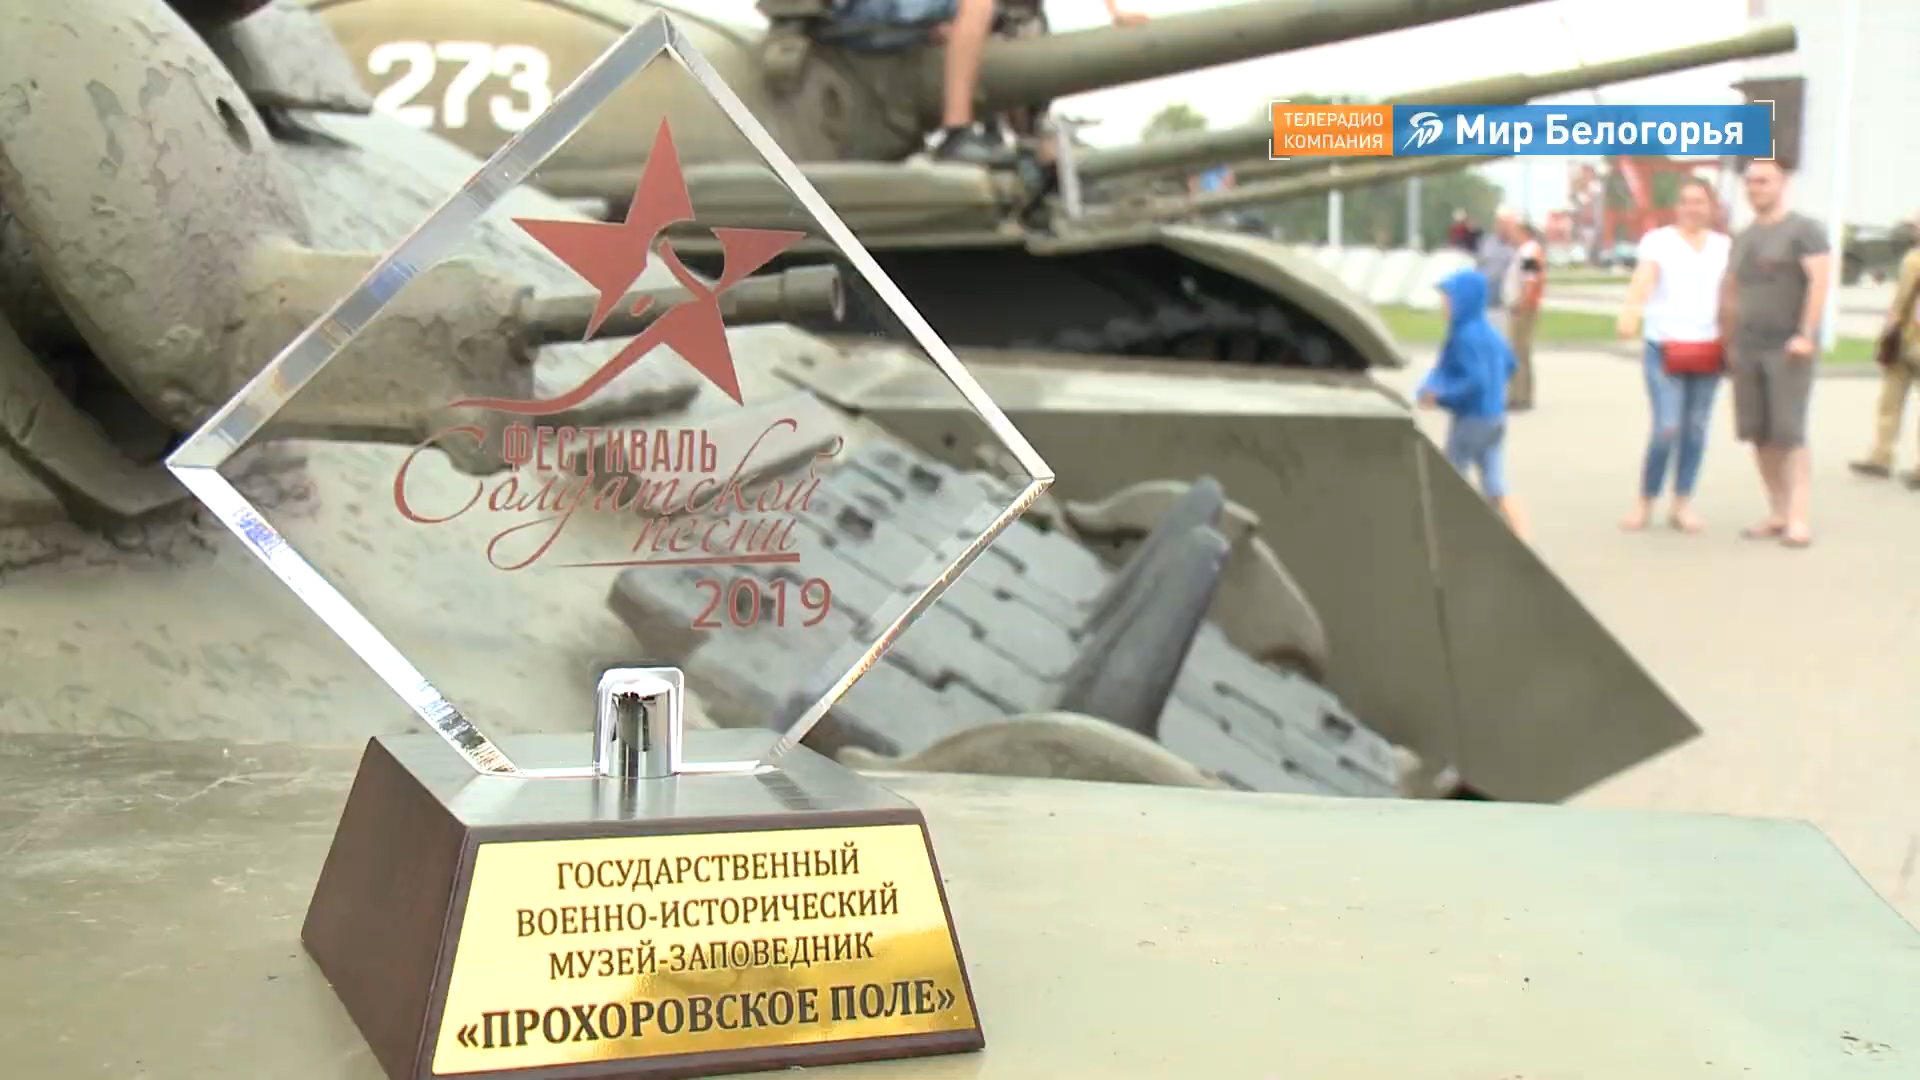 273
ТЕЛЕРАДИО
КОМПАНИЯ
Мир Белогорья
ФЕСТИВАЛЬ
Солдатской
песни
2019
ГОСУДАРСТВЕННЫЙ
ВОЕННО-ИСТОРИЧЕСКИЙ
МУЗЕЙ-ЗАПОВЕДНИК
«ПРОХОРОВСКОЕ ПОЛЕ»